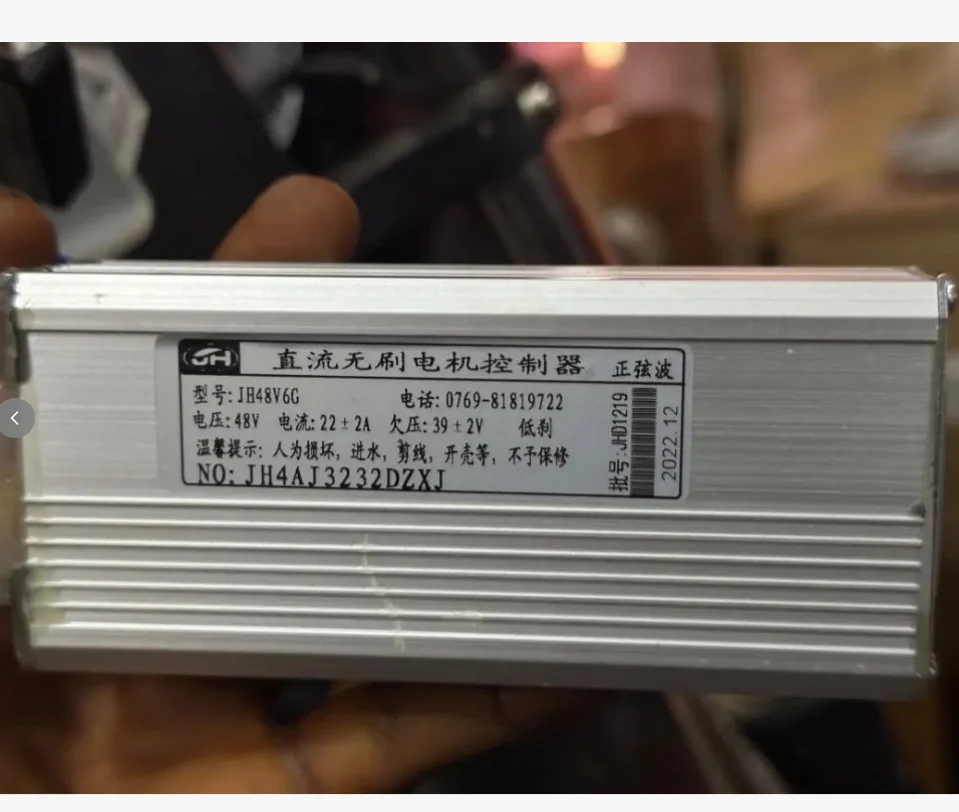 JH 直流无刷电机控制器 正弦波
型号: JH48V6G 电话: 0769-81819722
电压: 48V 电流: 22±2A 欠压: 39±2V 低刹
温馨提示: 人为损坏, 进水, 剪线, 开壳等, 不予保修
NO: JH4AJ3232DZXJ
批号: JHD1219
2022.12